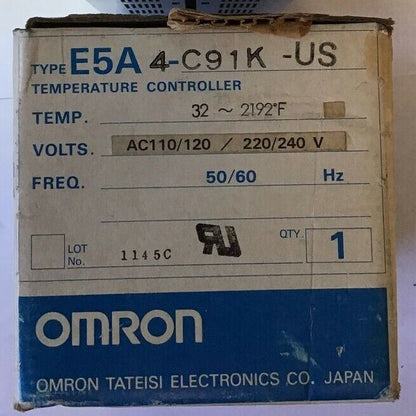 TYPE E5A 4-C91K -US
TEMPERATURE CONTROLLER
TEMP. 32 ~ 2192°F
VOLTS. AC110/120 / 220/240 V
FREQ. 50/60 Hz
LOT No. 1145C
RU
QTY. 1
OMRON
OMRON TATEISI ELECTRONICS CO. JAPAN